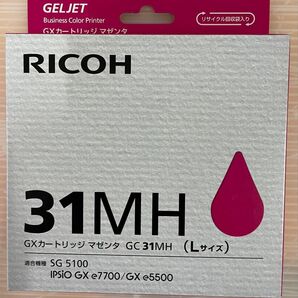 GELJET
Business Color Printer
GXカートリッジ マゼンタ
リサイクル回収袋入り
RICOH
31MH
GXカートリッジ マゼンタ GC 31MH (Lサイズ)
適合機種 SG 5100
IPSiO GX e7700/GX e5500